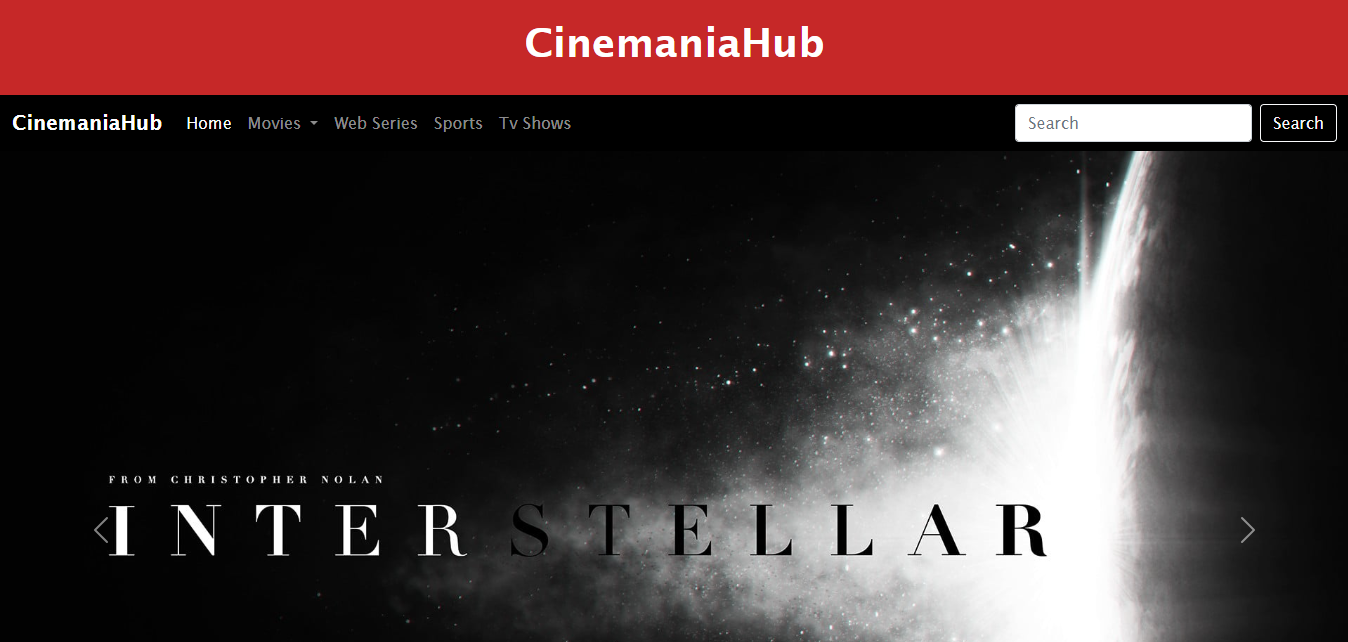 CinemaniaHub
CinemaniaHub Home Movies Web Series Sports Tv Shows Search Search
FROM CHRISTOPHER NOLAN
INTERSTELLAR